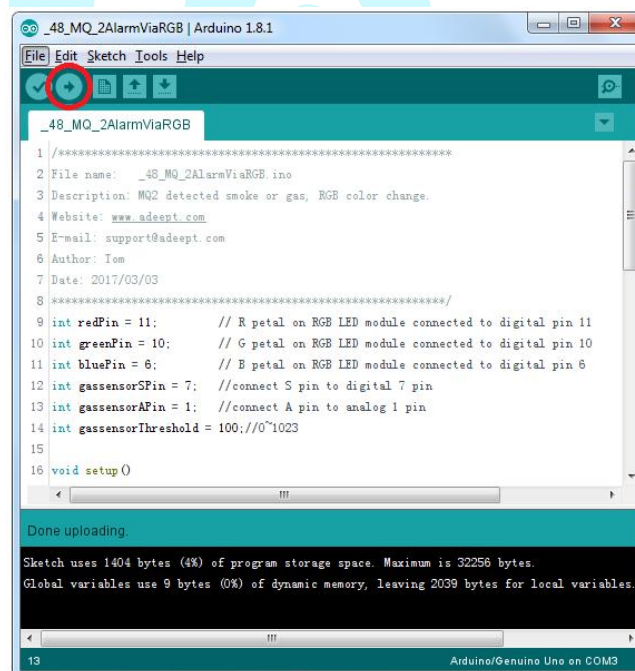 _48_MQ_2AlarmViaRGB | Arduino 1.8.1
File Edit Sketch Tools Help
_48_MQ_2AlarmViaRGB
1 /***********************************************************
2 File name: _48_MQ_2AlarmViaRGB.ino
3 Description: MQ2 detected smoke or gas, RGB color change.
4 Website: www.adeept.com
5 E-mail: support@adeept.com
6 Author: Tom
7 Date: 2017/03/03
8 ***********************************************************/
9 int redPin = 11; // R petal on RGB LED module connected to digital pin 11
10 int greenPin = 10; // G petal on RGB LED module connected to digital pin 10
11 int bluePin = 6; // B petal on RGB LED module connected to digital pin 6
12 int gassensorSPin = 7; //connect S pin to digital 7 pin
13 int gassensorAPin = 1; //connect A pin to analog 1 pin
14 int gassensorThreshold = 100;//0~1023
15
16 void setup()
Done uploading.
Sketch uses 1404 bytes (4%) of program storage space. Maximum is 32256 bytes.
Global variables use 9 bytes (0%) of dynamic memory, leaving 2039 bytes for local variables.
13 Arduino/Genuino Uno on COM3